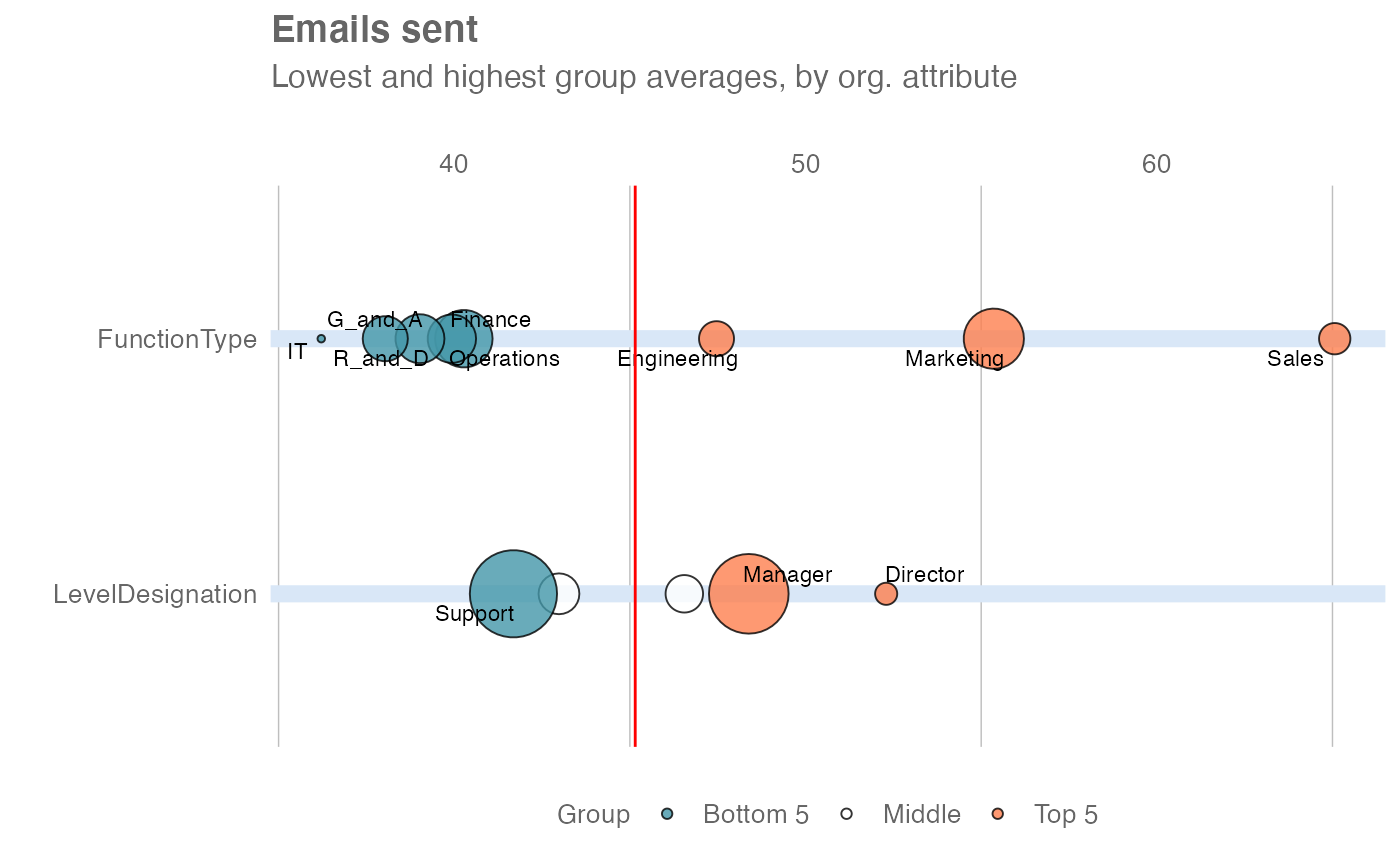 Emails sent
Lowest and highest group averages, by org. attribute
40 50 60
FunctionType
G_and_A Finance
IT
R_and_D Operations Engineering Marketing Sales
LevelDesignation
Manager Director
Support
Group Bottom 5 Middle Top 5